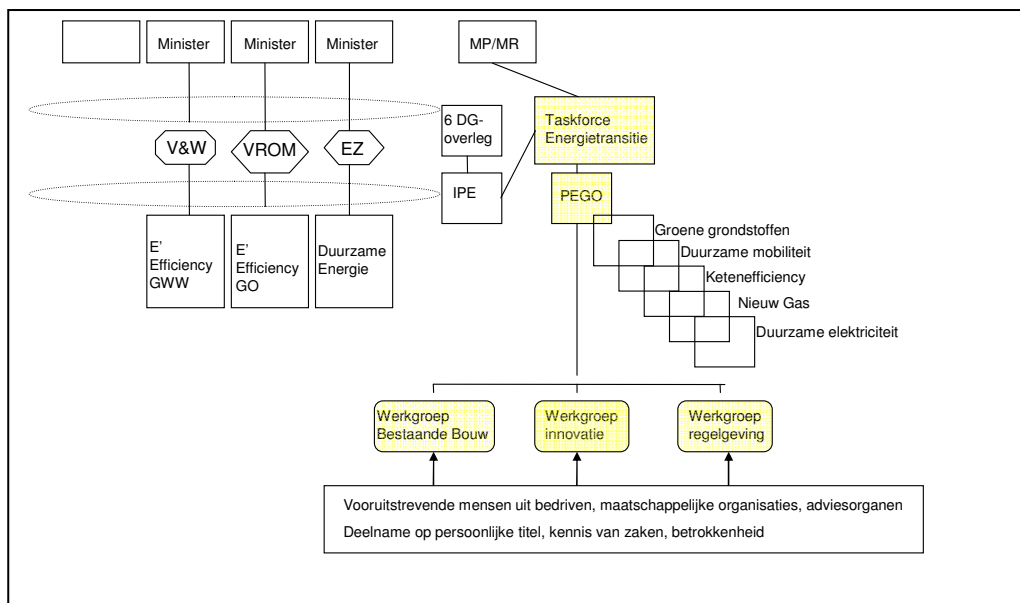 Minister
Minister
Minister
MP/MR
6 DG-
overleg
Taskforce
Energietransitie
V&W
VROM
EZ
IPE
PEGO
E'
Efficiency
GWW
E'
Efficiency
GO
Duurzame
Energie
Groene grondstoffen
Duurzame mobiliteit
Ketenefficiency
Nieuw Gas
Duurzame elektriciteit
Werkgroep
Bestaande Bouw
Werkgroep
innovatie
Werkgroep
regelgeving
Vooruitstrevende mensen uit bedriven, maatschappelijke organisaties, adviesorganen
Deelname op persoonlijke titel, kennis van zaken, betrokkenheid